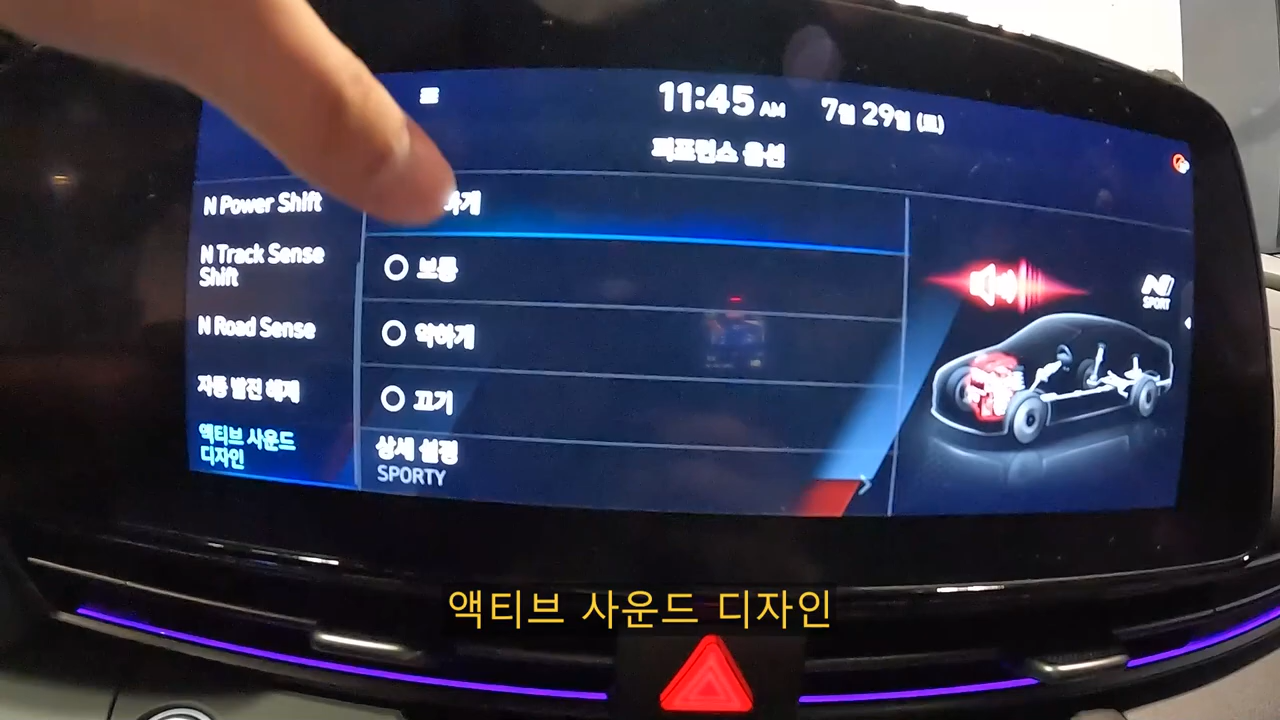 11:45 AM 7월 29일 (토)
퍼포먼스 옵션
N Power Shift
N Track Sense
Shift
N Road Sense
자동 발진 해제
액티브 사운드
디자인
하게
보통
약하게
끄기
상세 설정
SPORTY
N
SPORT
액티브 사운드 디자인